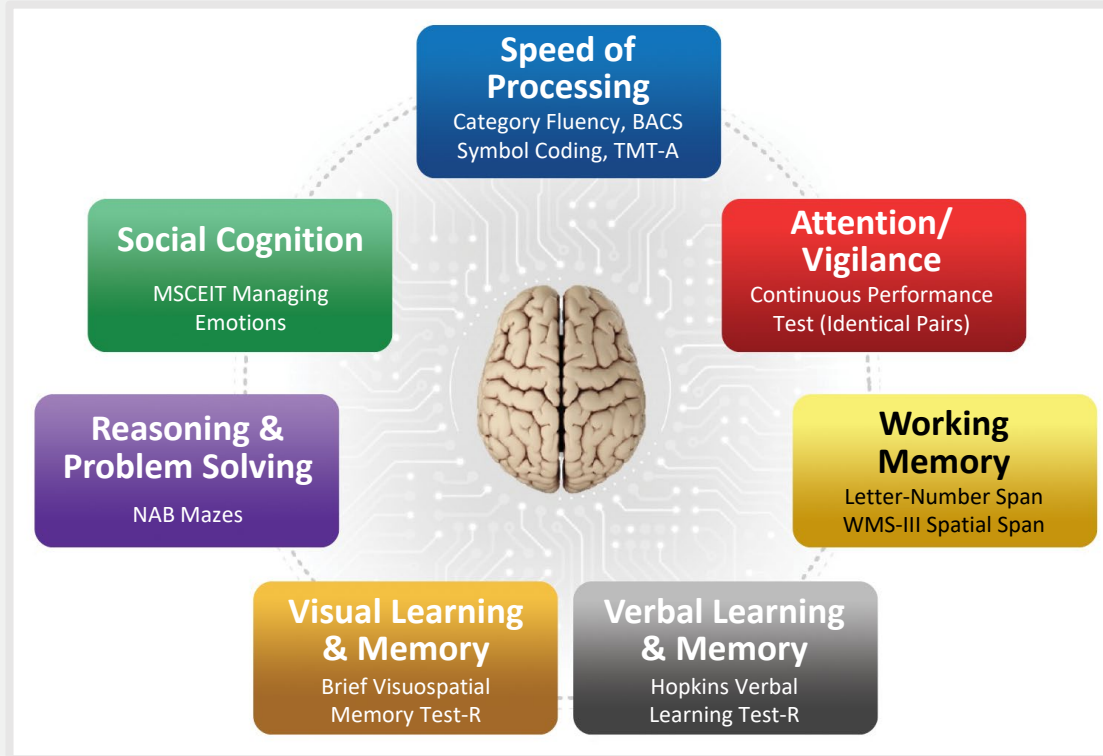 Speed of
Processing
Category Fluency, BACS
Symbol Coding, TMT-A
Social Cognition
MSCEIT Managing
Emotions
Attention/
Vigilance
Continuous Performance
Test (Identical Pairs)
Reasoning &
Problem Solving
NAB Mazes
Working
Memory
Letter-Number Span
WMS-III Spatial Span
Visual Learning
& Memory
Brief Visuospatial
Memory Test-R
Verbal Learning
& Memory
Hopkins Verbal
Learning Test-R